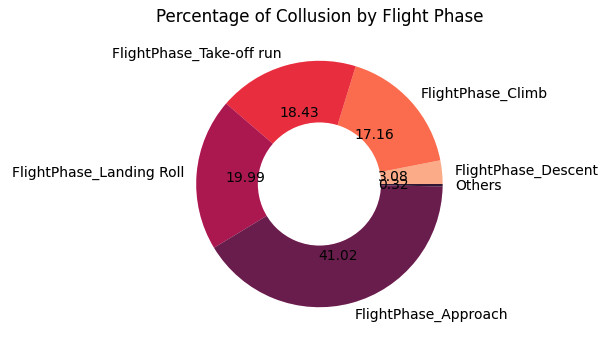 Percentage of Collusion by Flight Phase
FlightPhase_Take-off run
FlightPhase_Climb
18.43
17.16
FlightPhase_Landing Roll
19.99
3.08
FlightPhase_Descent
0.32
Others
41.02
FlightPhase_Approach